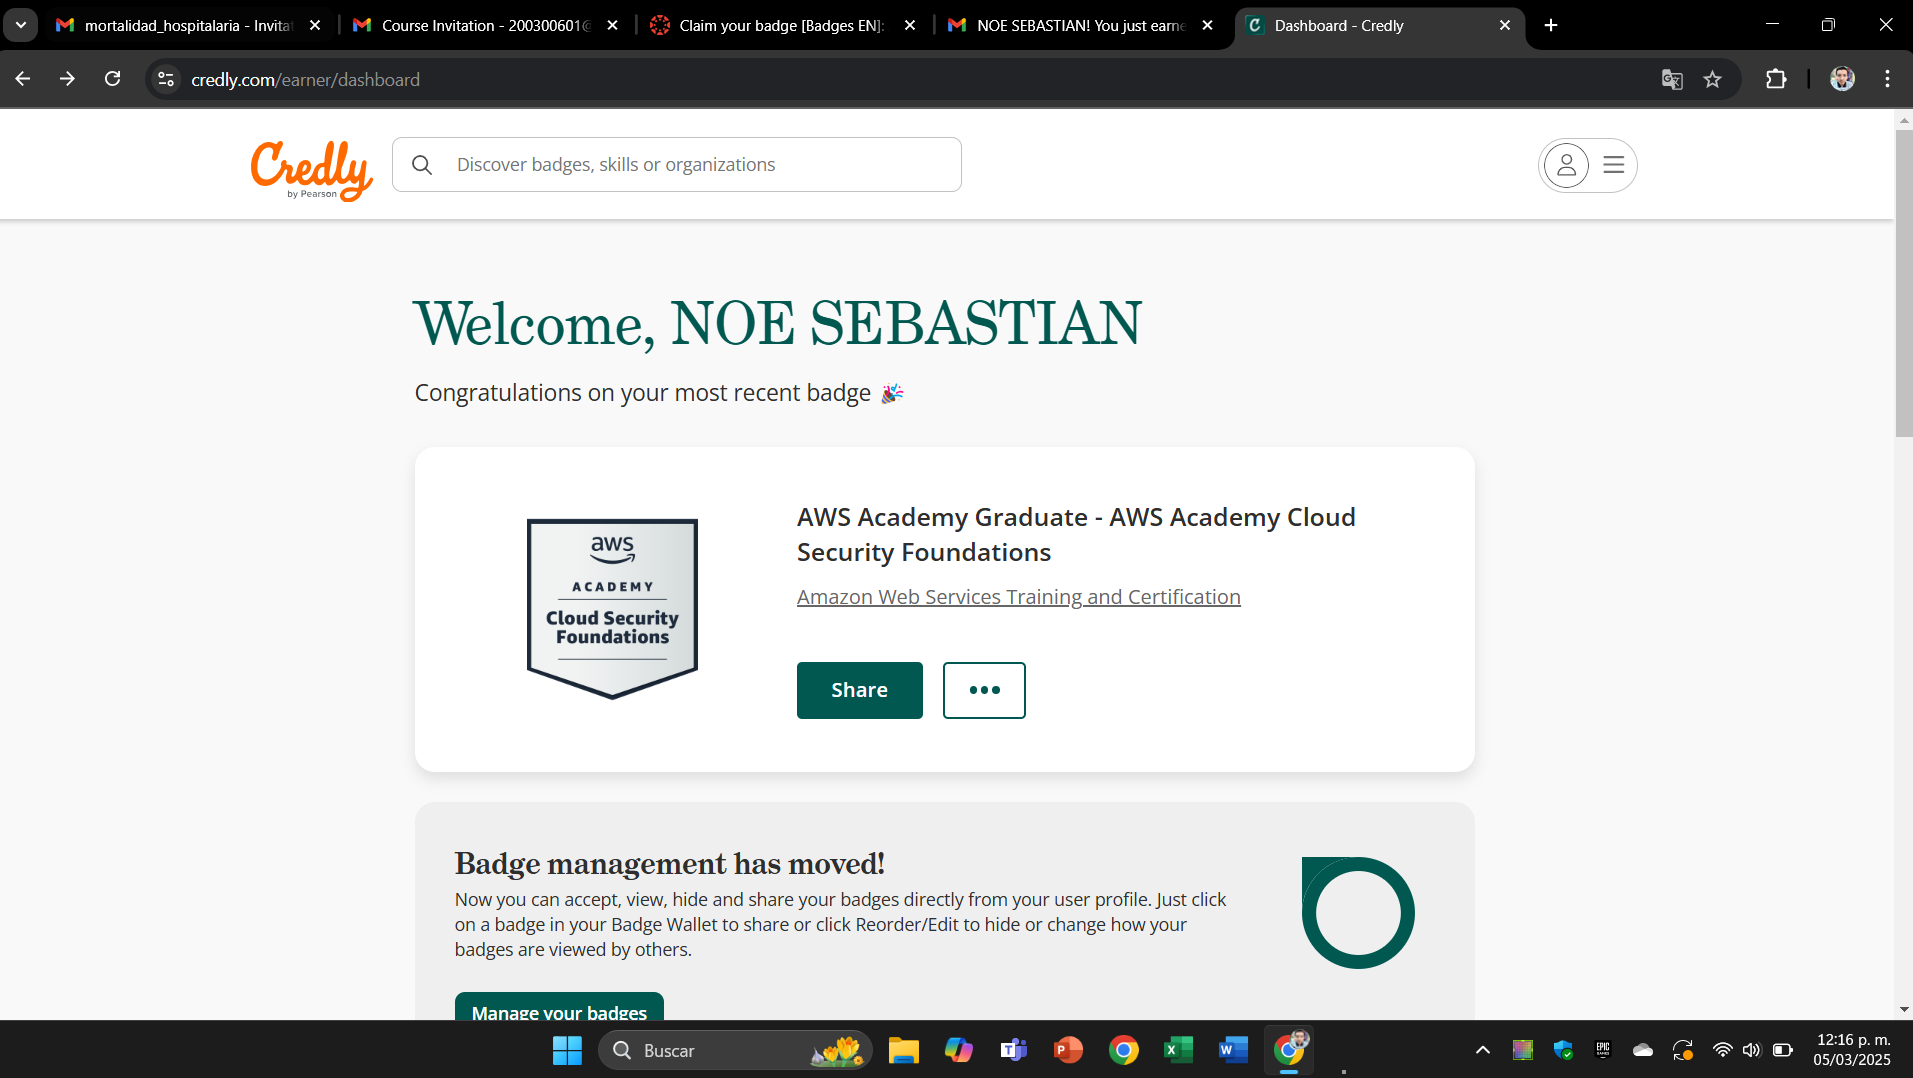 mortalidad_hospitalaria - Invitat
Course Invitation - 200300601@
Claim your badge [Badges EN]:
NOE SEBASTIAN! You just earne
Dashboard - Credly
credly.com/earner/dashboard
Credly
by Pearson
Discover badges, skills or organizations
Welcome, NOE SEBASTIAN
Congratulations on your most recent badge
aws
ACADEMY
Cloud Security
Foundations
AWS Academy Graduate - AWS Academy Cloud
Security Foundations
Amazon Web Services Training and Certification
Share
Badge management has moved!
Now you can accept, view, hide and share your badges directly from your user profile. Just click
on a badge in your Badge Wallet to share or click Reorder/Edit to hide or change how your
badges are viewed by others.
Manage your badges
Buscar
EPIC
GAMES
12:16 p. m.
05/03/2025